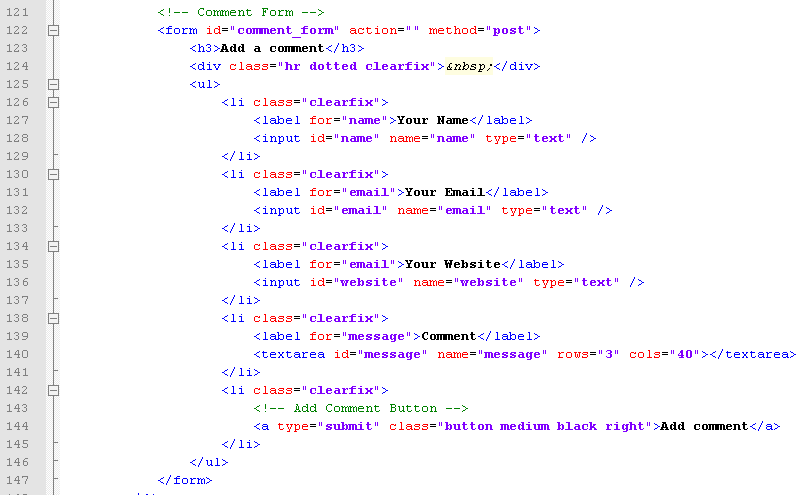 121 <!-- Comment Form -->
122 <form id="comment_form" action="" method="post">
123 <h3>Add a comment</h3>
124 <div class="hr dotted clearfix">&nbsp;</div>
125 <ul>
126 <li class="clearfix">
127 <label for="name">Your Name</label>
128 <input id="name" name="name" type="text" />
129 </li>
130 <li class="clearfix">
131 <label for="email">Your Email</label>
132 <input id="email" name="email" type="text" />
133 </li>
134 <li class="clearfix">
135 <label for="email">Your Website</label>
136 <input id="website" name="website" type="text" />
137 </li>
138 <li class="clearfix">
139 <label for="message">Comment</label>
140 <textarea id="message" name="message" rows="3" cols="40"></textarea>
141 </li>
142 <li class="clearfix">
143 <!-- Add Comment Button -->
144 <a type="submit" class="button medium black right">Add comment</a>
145 </li>
146 </ul>
147 </form>